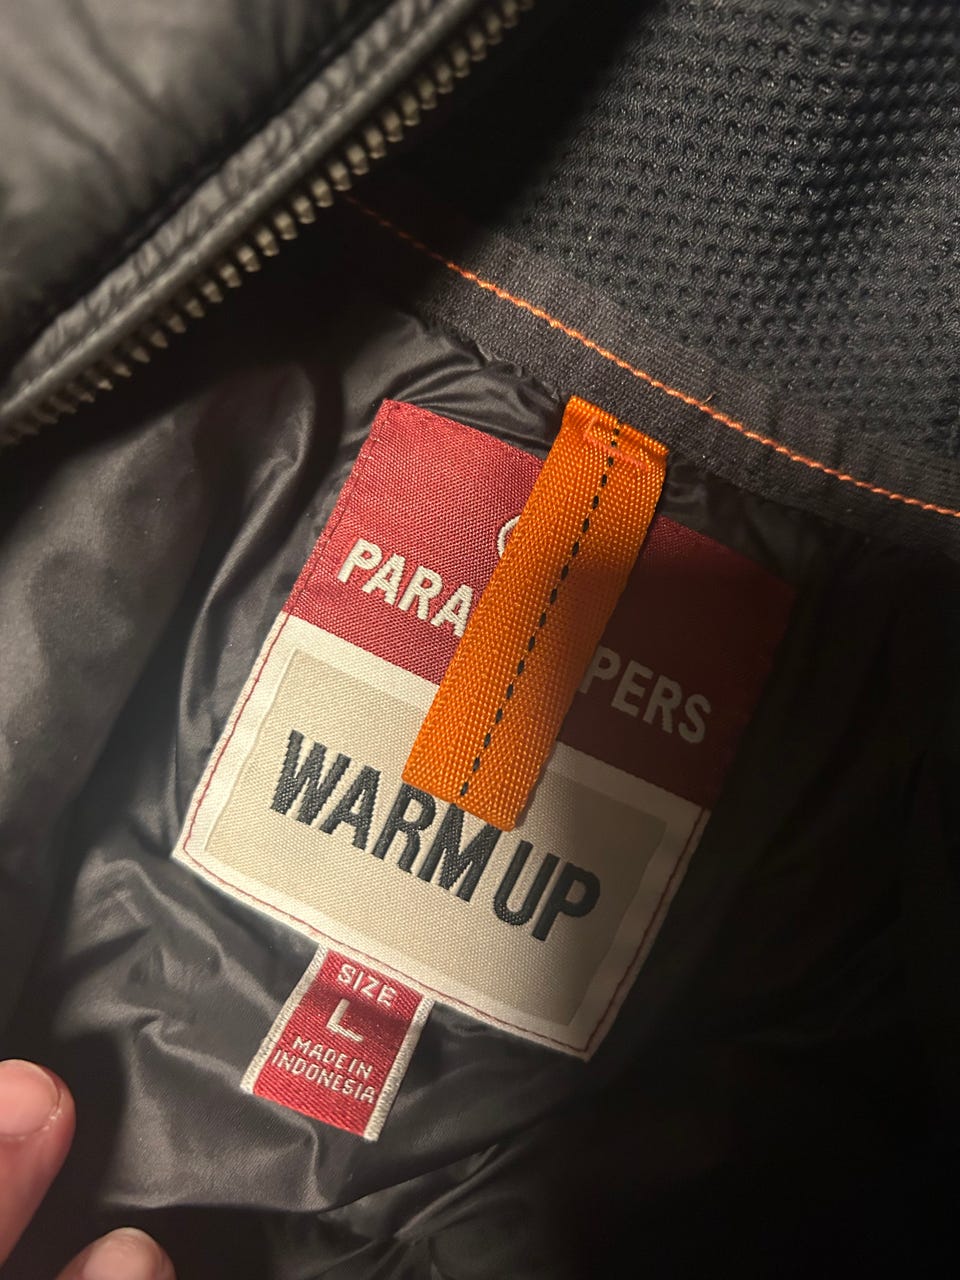 PARA PERS
WARM UP
SIZE
L
MADE IN
INDONESIA